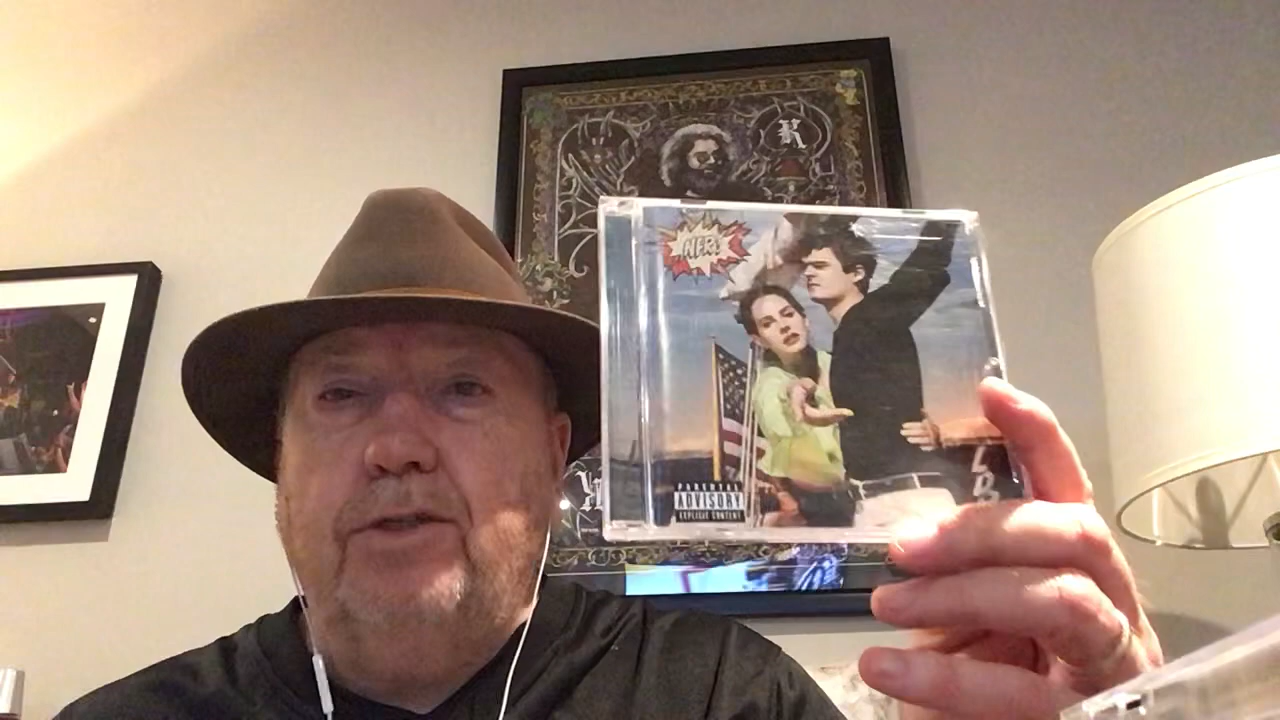 K
NFR!
L
D
PARENTAL
ADVISORY
EXPLICIT CONTENT